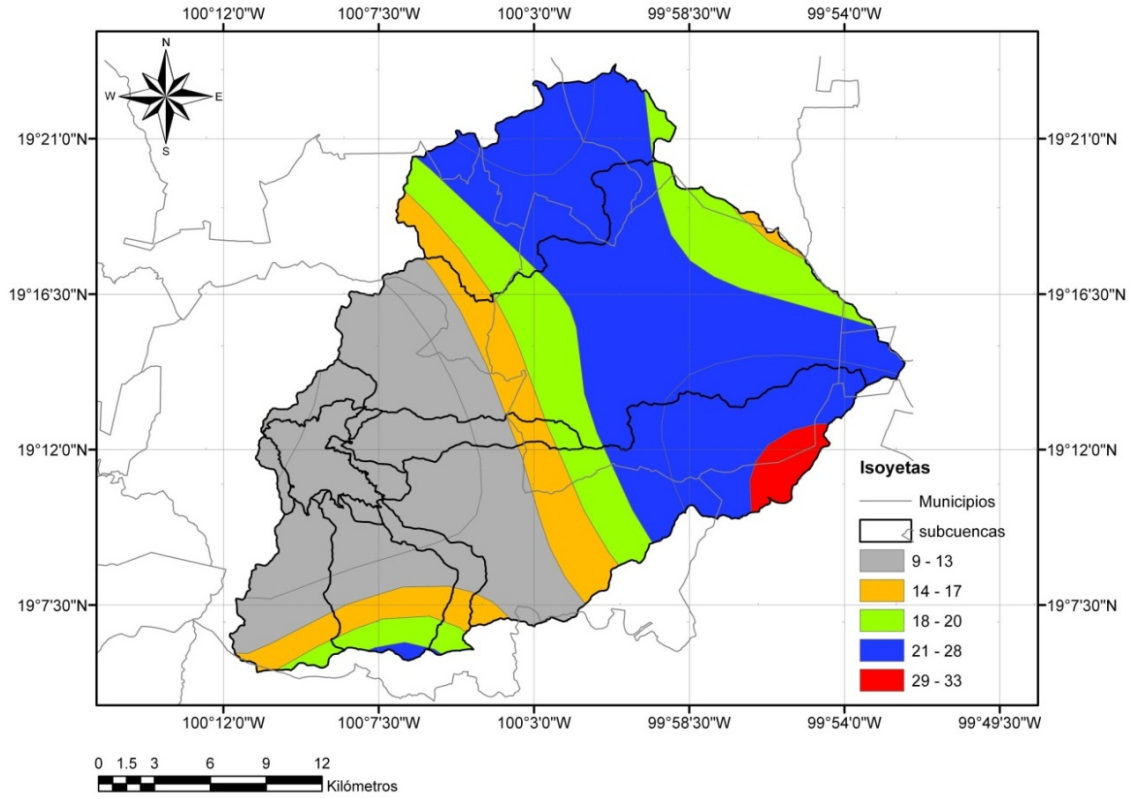 100°12'0"W 100°7'30"W 100°3'0"W 99°58'30"W 99°54'0"W
N
W E
S
19°21'0"N 19°21'0"N
19°16'30"N 19°16'30"N
19°12'0"N 19°12'0"N
Isoyetas
Municipios
subcuencas
9 - 13
14 - 17
18 - 20
21 - 28
29 - 33
19°7'30"N 19°7'30"N
100°12'0"W 100°7'30"W 100°3'0"W 99°58'30"W 99°54'0"W 99°49'30"W
0 1.5 3 6 9 12
Kilómetros